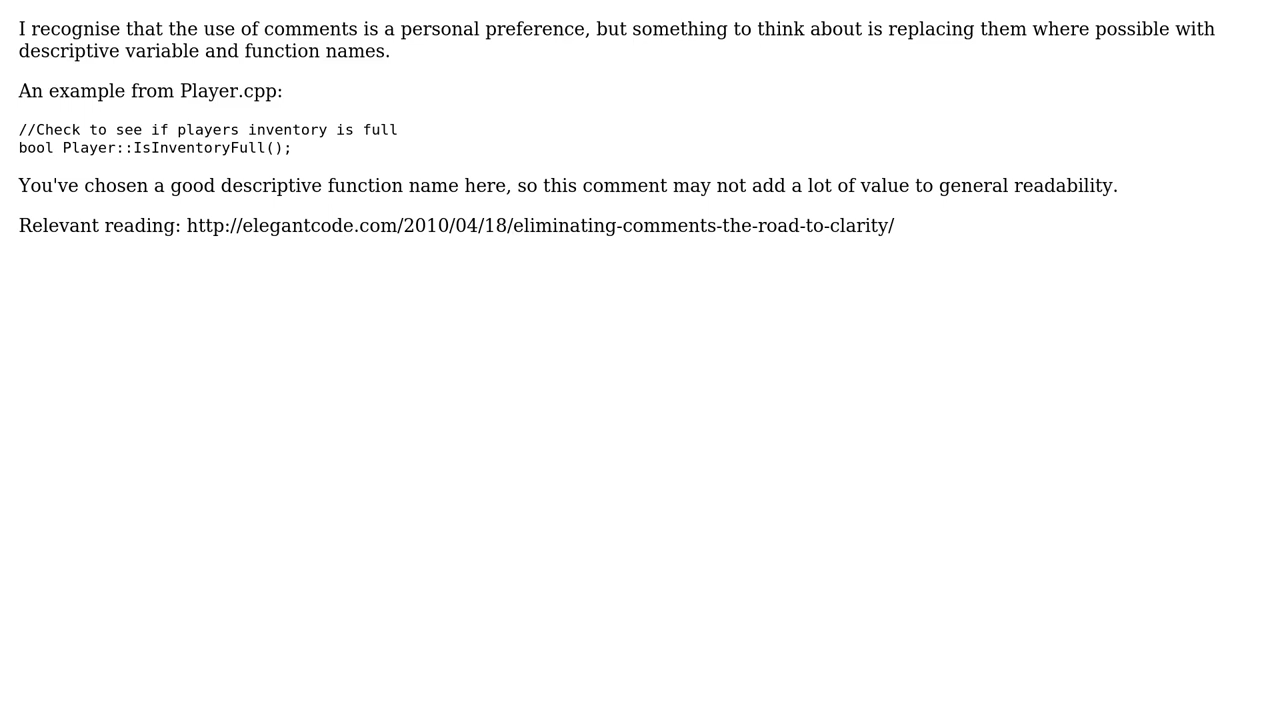 I recognise that the use of comments is a personal preference, but something to think about is replacing them where possible with
descriptive variable and function names.
An example from Player.cpp:
//Check to see if players inventory is full
bool Player::IsInventoryFull();
You've chosen a good descriptive function name here, so this comment may not add a lot of value to general readability.
Relevant reading: http://elegantcode.com/2010/04/18/eliminating-comments-the-road-to-clarity/